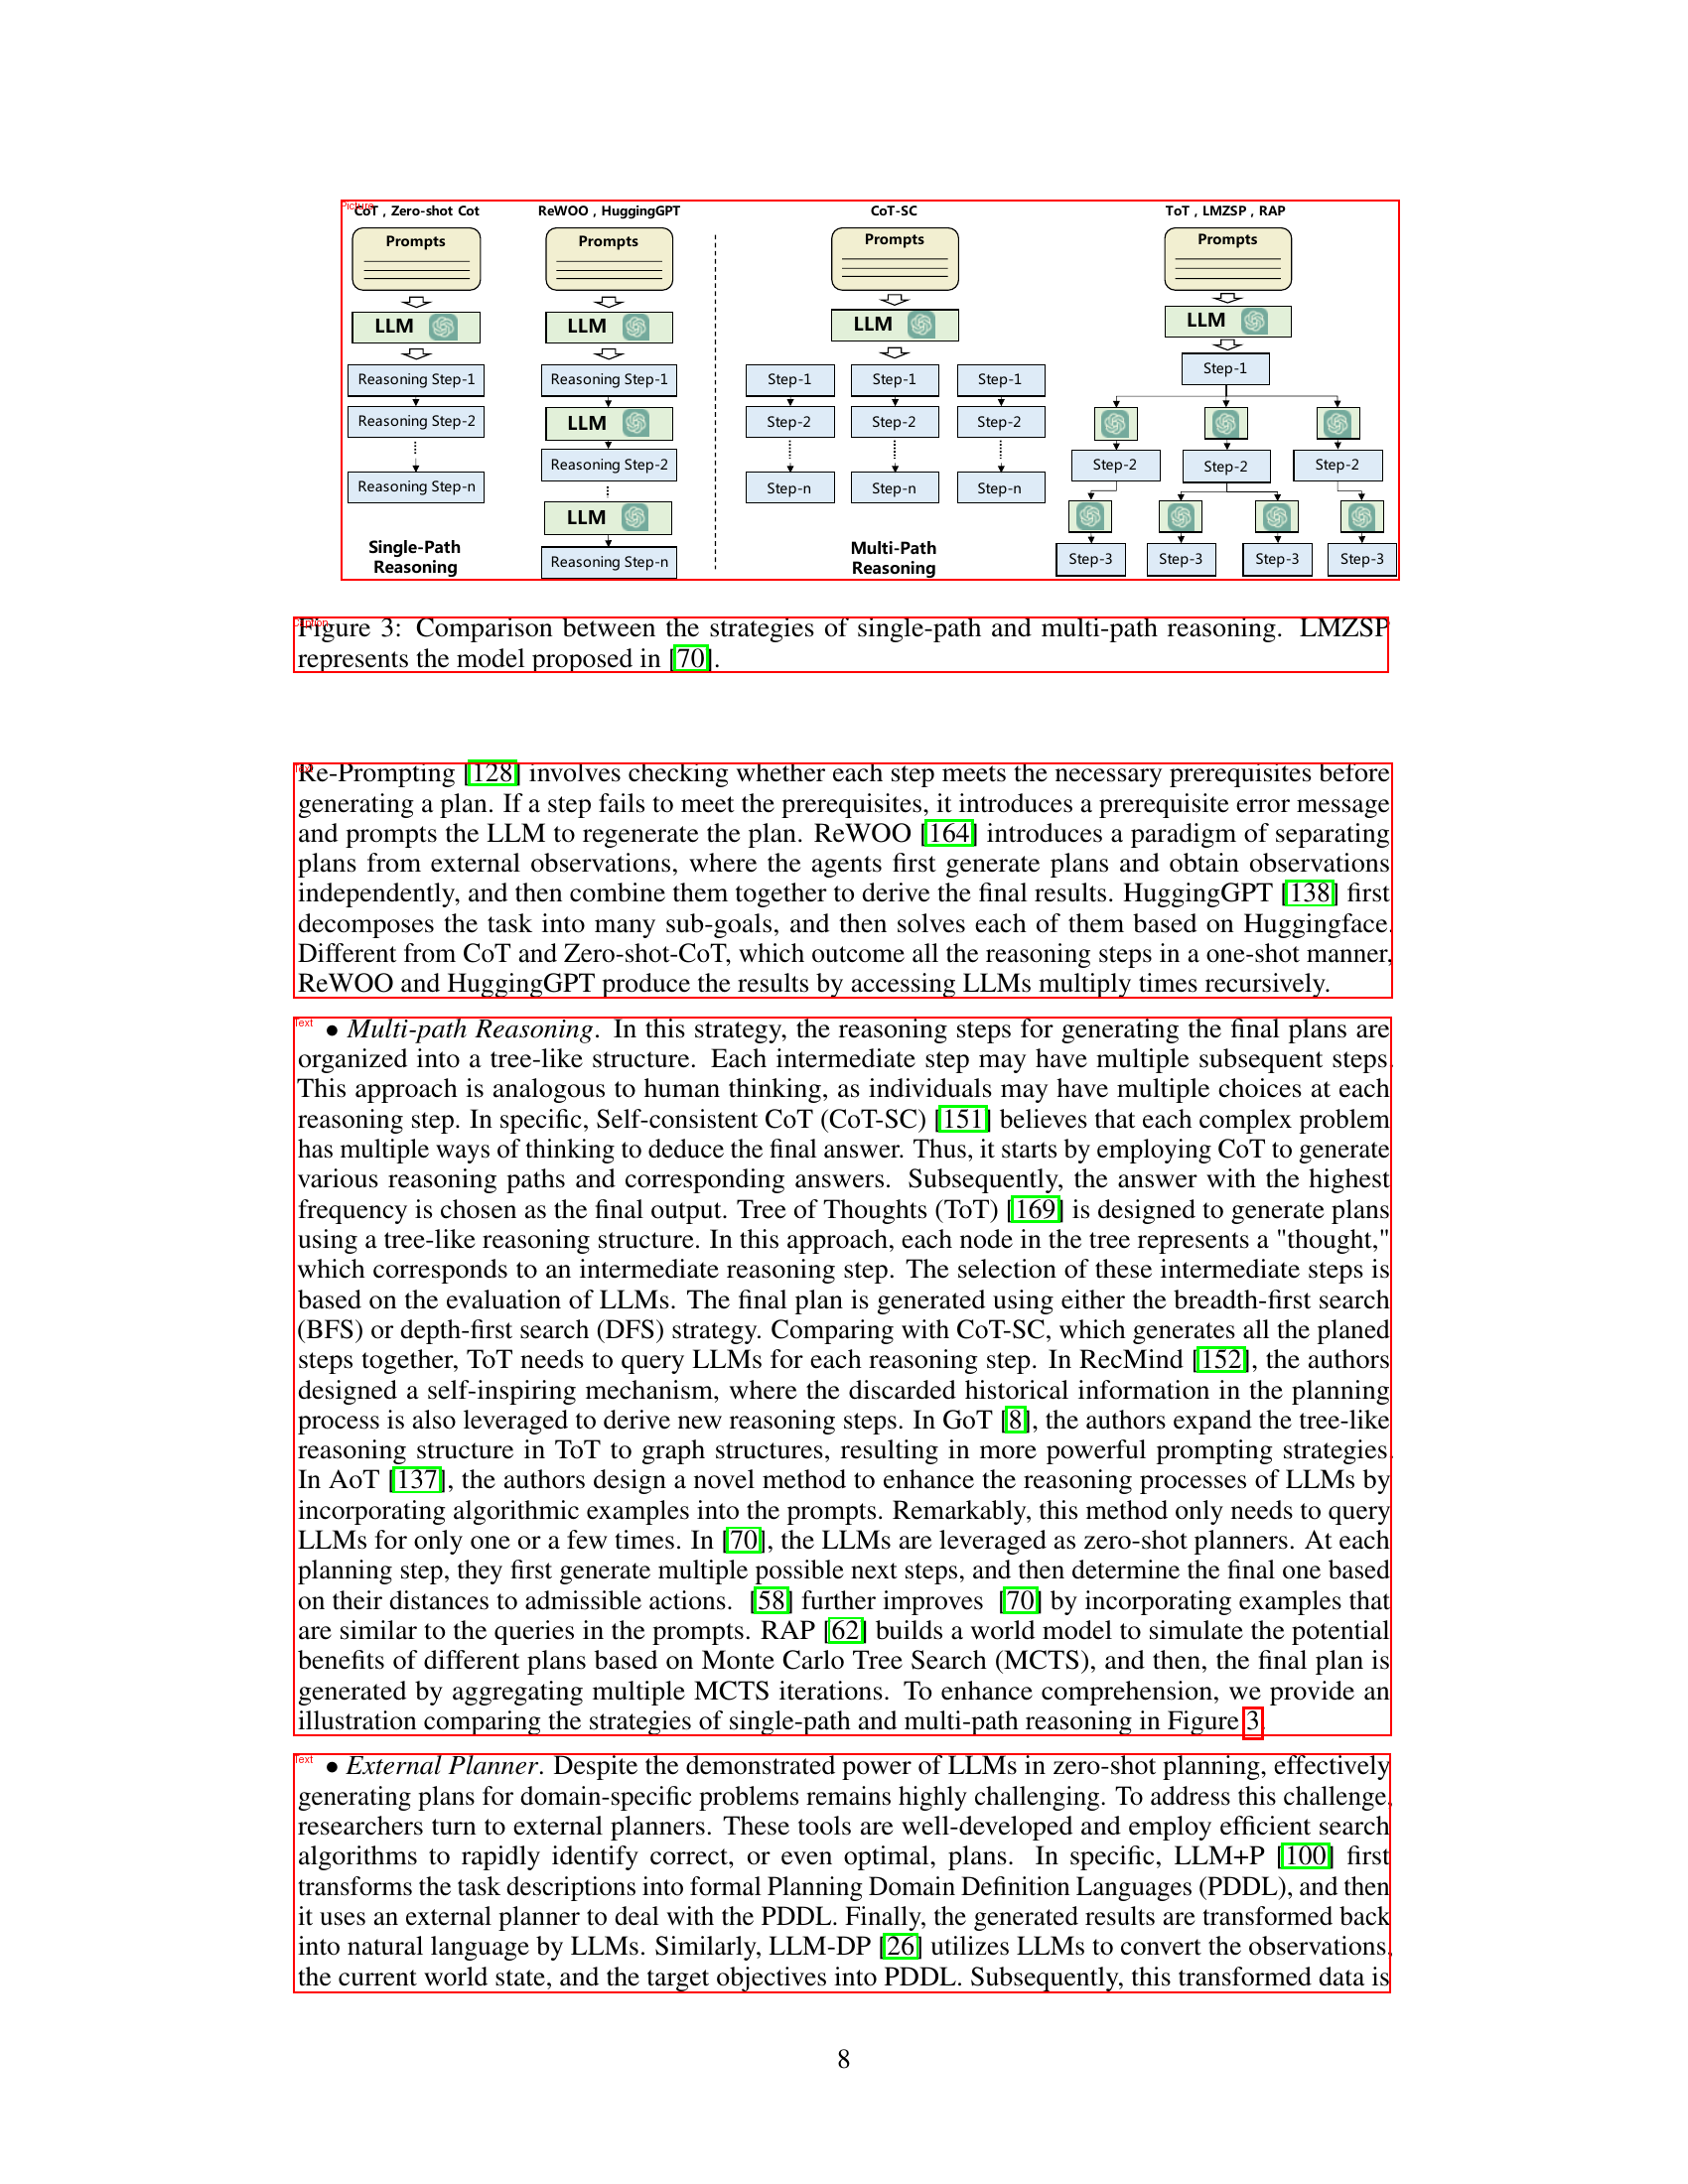 Picture
CoT , Zero-shot Cot
ReWOO , HuggingGPT
CoT-SC
ToT , LMZSP , RAP
Prompts
Prompts
Prompts
Prompts
LLM
LLM
LLM
LLM
Reasoning Step-1
Reasoning Step-2
Reasoning Step-n
Single-Path
Reasoning
Reasoning Step-1
LLM
Reasoning Step-2
LLM
Reasoning Step-n
Step-1
Step-1
Step-1
Step-2
Step-2
Step-2
Step-n
Step-n
Step-n
Multi-Path
Reasoning
Step-1
Step-2
Step-2
Step-2
Step-3
Step-3
Step-3
Step-3
Caption
Figure 3: Comparison between the strategies of single-path and multi-path reasoning. LMZSP
represents the model proposed in [70].
Text
Re-Prompting [128] involves checking whether each step meets the necessary prerequisites before
generating a plan. If a step fails to meet the prerequisites, it introduces a prerequisite error message
and prompts the LLM to regenerate the plan. ReWOO [164] introduces a paradigm of separating
plans from external observations, where the agents first generate plans and obtain observations
independently, and then combine them together to derive the final results. HuggingGPT [138] first
decomposes the task into many sub-goals, and then solves each of them based on Huggingface.
Different from CoT and Zero-shot-CoT, which outcome all the reasoning steps in a one-shot manner,
ReWOO and HuggingGPT produce the results by accessing LLMs multiply times recursively.
Text
• Multi-path Reasoning. In this strategy, the reasoning steps for generating the final plans are
organized into a tree-like structure. Each intermediate step may have multiple subsequent steps.
This approach is analogous to human thinking, as individuals may have multiple choices at each
reasoning step. In specific, Self-consistent CoT (CoT-SC) [151] believes that each complex problem
has multiple ways of thinking to deduce the final answer. Thus, it starts by employing CoT to generate
various reasoning paths and corresponding answers. Subsequently, the answer with the highest
frequency is chosen as the final output. Tree of Thoughts (ToT) [169] is designed to generate plans
using a tree-like reasoning structure. In this approach, each node in the tree represents a "thought,"
which corresponds to an intermediate reasoning step. The selection of these intermediate steps is
based on the evaluation of LLMs. The final plan is generated using either the breadth-first search
(BFS) or depth-first search (DFS) strategy. Comparing with CoT-SC, which generates all the planed
steps together, ToT needs to query LLMs for each reasoning step. In RecMind [152], the authors
designed a self-inspiring mechanism, where the discarded historical information in the planning
process is also leveraged to derive new reasoning steps. In GoT [8], the authors expand the tree-like
reasoning structure in ToT to graph structures, resulting in more powerful prompting strategies.
In AoT [137], the authors design a novel method to enhance the reasoning processes of LLMs by
incorporating algorithmic examples into the prompts. Remarkably, this method only needs to query
LLMs for only one or a few times. In [70], the LLMs are leveraged as zero-shot planners. At each
planning step, they first generate multiple possible next steps, and then determine the final one based
on their distances to admissible actions. [58] further improves [70] by incorporating examples that
are similar to the queries in the prompts. RAP [62] builds a world model to simulate the potential
benefits of different plans based on Monte Carlo Tree Search (MCTS), and then, the final plan is
generated by aggregating multiple MCTS iterations. To enhance comprehension, we provide an
illustration comparing the strategies of single-path and multi-path reasoning in Figure 3.
Text
• External Planner. Despite the demonstrated power of LLMs in zero-shot planning, effectively
generating plans for domain-specific problems remains highly challenging. To address this challenge,
researchers turn to external planners. These tools are well-developed and employ efficient search
algorithms to rapidly identify correct, or even optimal, plans. In specific, LLM+P [100] first
transforms the task descriptions into formal Planning Domain Definition Languages (PDDL), and then
it uses an external planner to deal with the PDDL. Finally, the generated results are transformed back
into natural language by LLMs. Similarly, LLM-DP [26] utilizes LLMs to convert the observations,
the current world state, and the target objectives into PDDL. Subsequently, this transformed data is
8